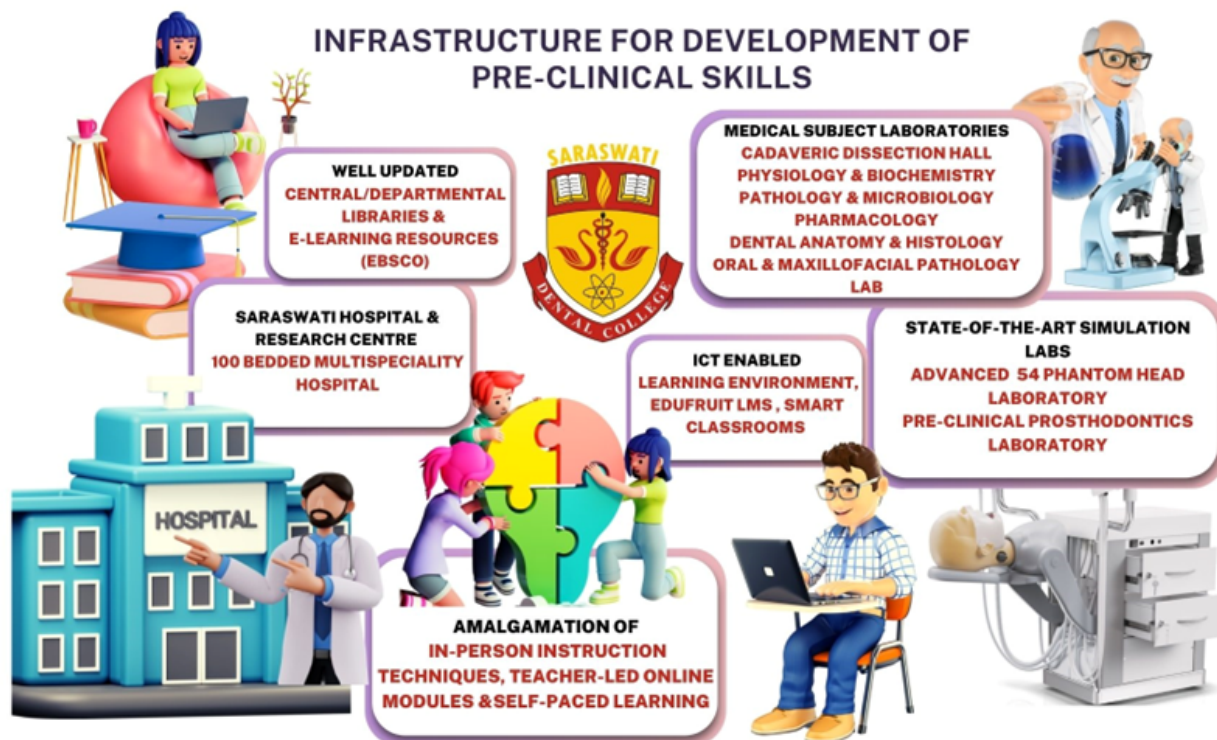 INFRASTRUCTURE FOR DEVELOPMENT OF
PRE-CLINICAL SKILLS
WELL UPDATED
CENTRAL/DEPARTMENTAL
LIBRARIES &
E-LEARNING RESOURCES
(EBSCO)
SARASWATI
DENTAL COLLEGE
MEDICAL SUBJECT LABORATORIES
CADAVERIC DISSECTION HALL
PHYSIOLOGY & BIOCHEMISTRY
PATHOLOGY & MICROBIOLOGY
PHARMACOLOGY
DENTAL ANATOMY & HISTOLOGY
ORAL & MAXILLOFACIAL PATHOLOGY
LAB
SARASWATI HOSPITAL &
RESEARCH CENTRE
100 BEDDED MULTISPECIALITY
HOSPITAL
ICT ENABLED
LEARNING ENVIRONMENT,
EDUFRUIT LMS , SMART
CLASSROOMS
STATE-OF-THE-ART SIMULATION
LABS
ADVANCED 54 PHANTOM HEAD
LABORATORY
PRE-CLINICAL PROSTHODONTICS
LABORATORY
HOSPITAL
AMALGAMATION OF
IN-PERSON INSTRUCTION
TECHNIQUES, TEACHER-LED ONLINE
MODULES &SELF-PACED LEARNING